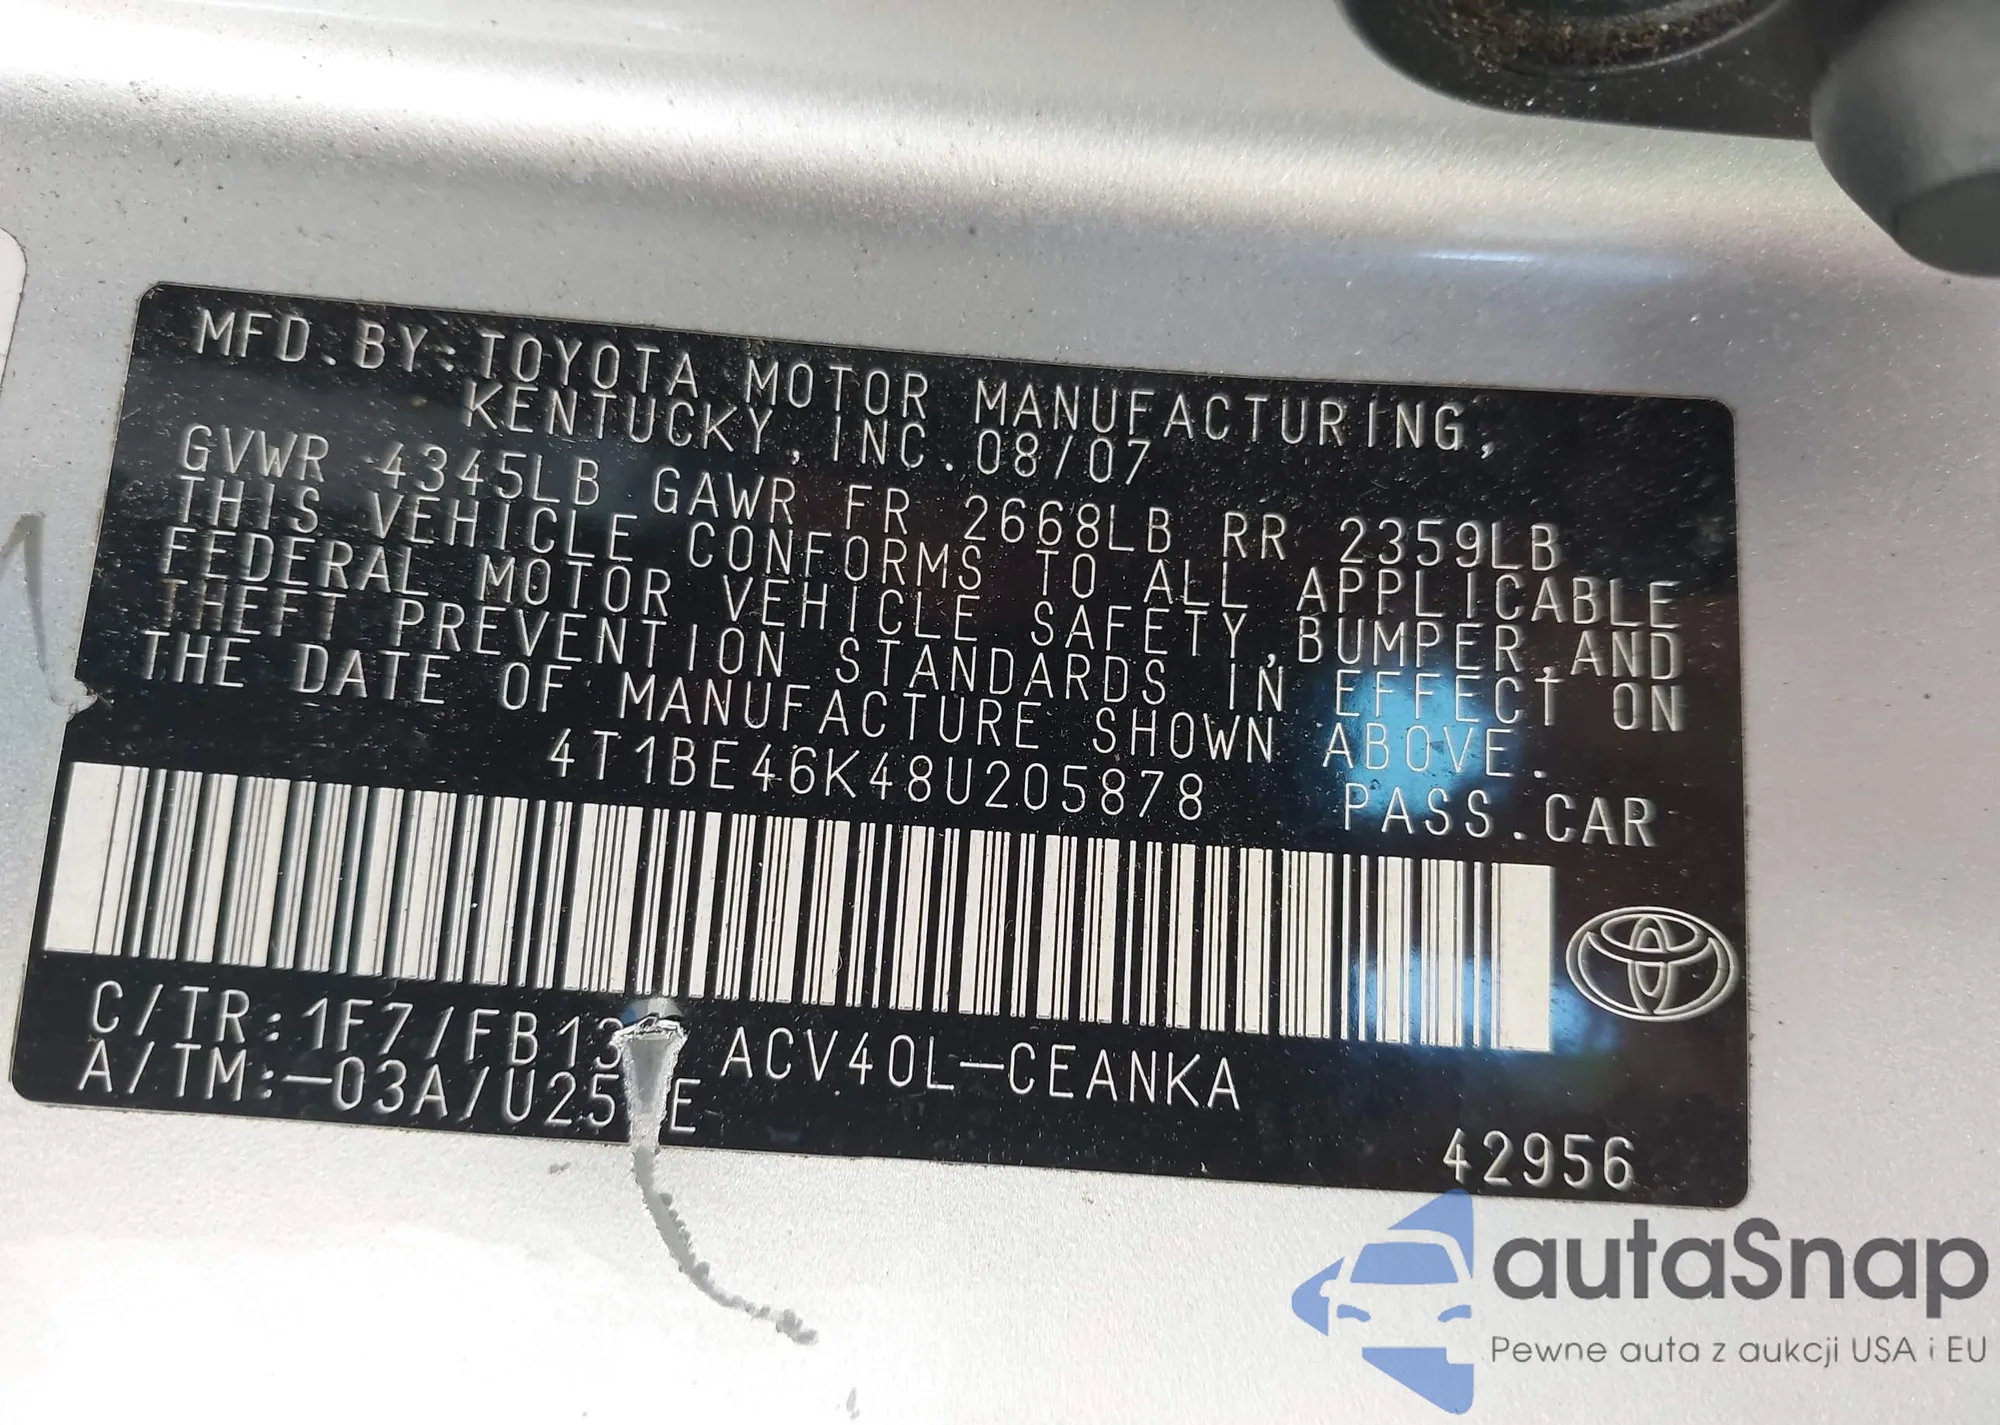 MFD.BY:TOYOTA MOTOR MANUFACTURING,
KENTUCKY,INC.08/07
GVWR 4345LB GAWR FR 2668LB RR 2359LB
THIS VEHICLE CONFORMS TO ALL APPLICABLE
FEDERAL MOTOR VEHICLE SAFETY,BUMPER,AND
THEFT PREVENTION STANDARDS IN EFFECT ON
THE DATE OF MANUFACTURE SHOWN ABOVE.
4T1BE46K48U205878 PASS.CAR
C/TR:1F7/FB13 ACV40L-CEANKA
A/TM:-03A/U25 E
42956
autaSnap
Pewne auta z aukcji USA i EU